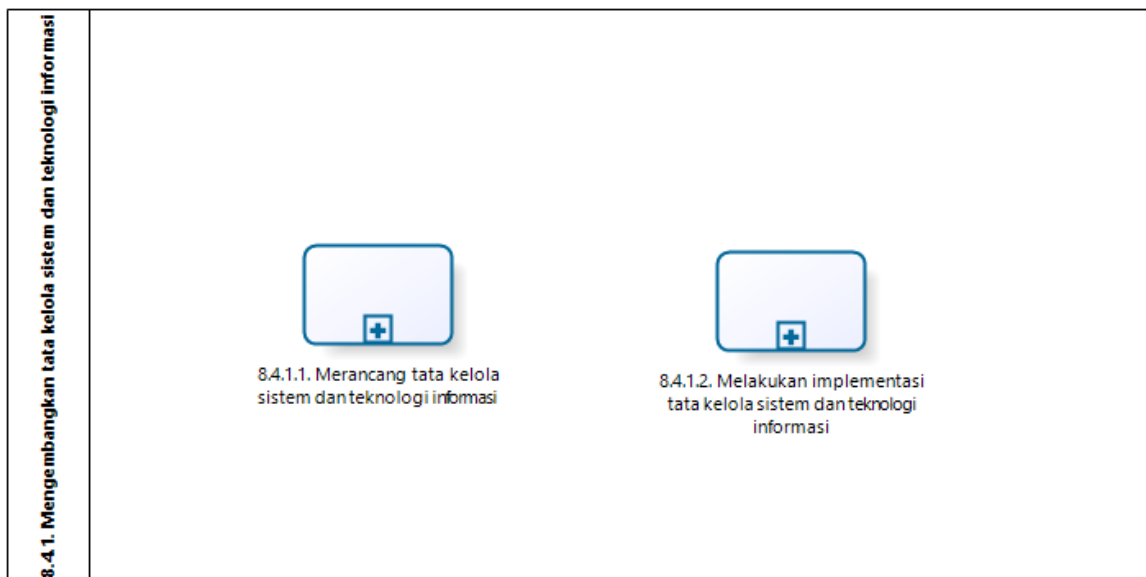 8.4.1. Mengembangkan tata kelola sistem dan teknologi informasi
8.4.1.1. Merancang tata kelola
sistem dan teknologi informasi
8.4.1.2. Melakukan implementasi
tata kelola sistem dan teknologi
informasi